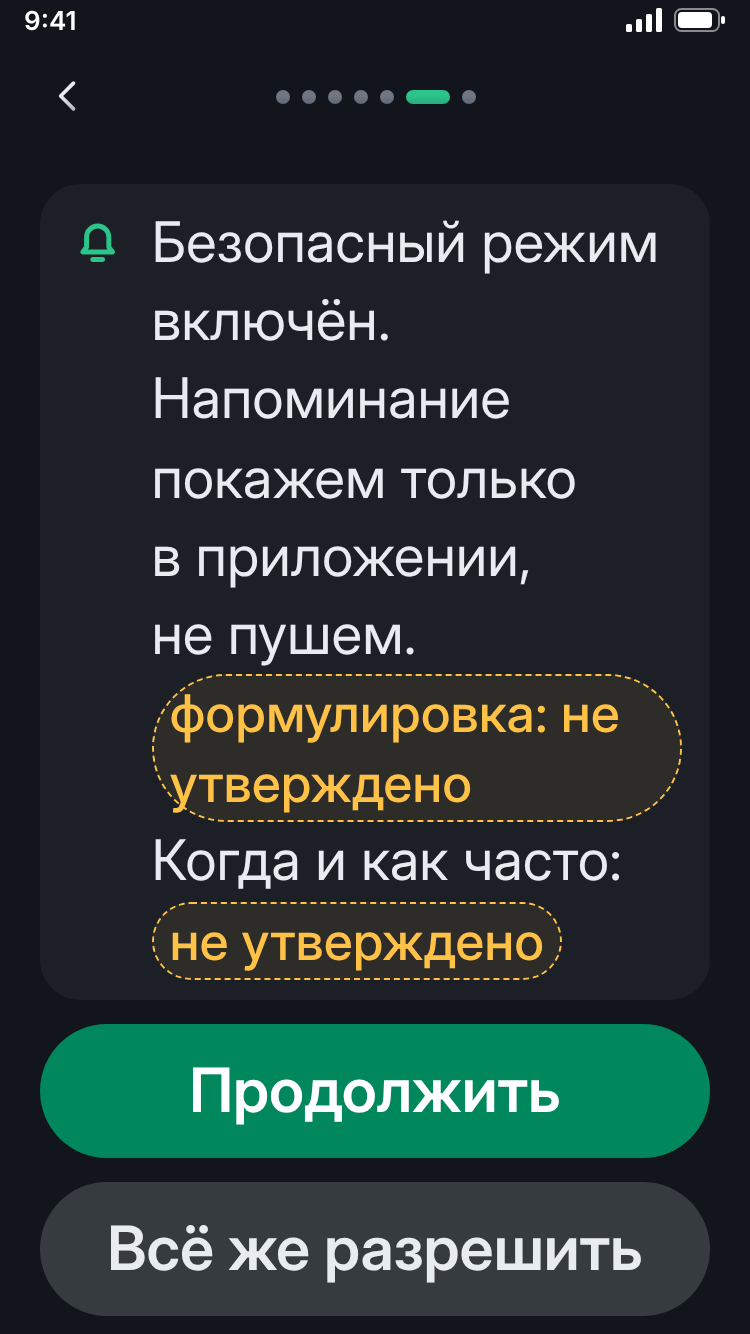 9:41
Безопасный режим
включён.
Напоминание
покажем только
в приложении,
не пушем.
формулировка: не
утверждено
Когда и как часто:
не утверждено
Продолжить
Всё же разрешить